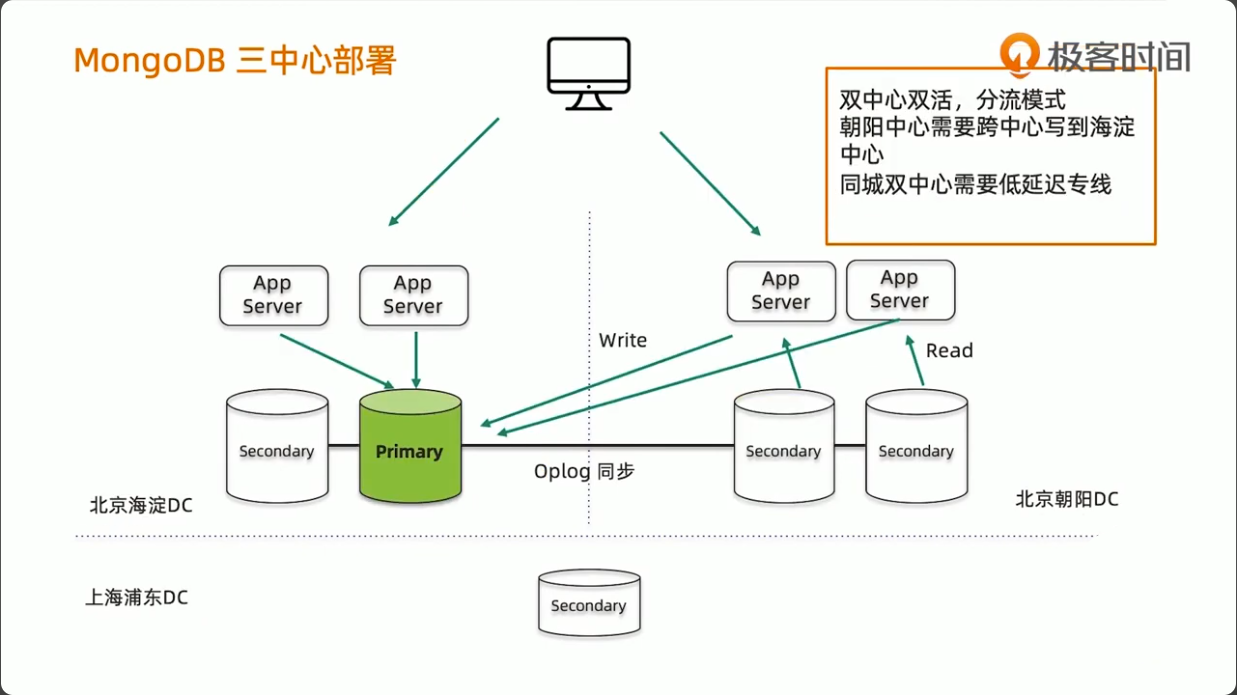 MongoDB 三中心部署
极客时间
双中心双活，分流模式
朝阳中心需要跨中心写到海淀
中心
同城双中心需要低延迟专线
App
Server
App
Server
App
Server
App
Server
Write
Read
Secondary
Primary
Secondary
Secondary
Oplog 同步
北京海淀DC
北京朝阳DC
上海浦东DC
Secondary